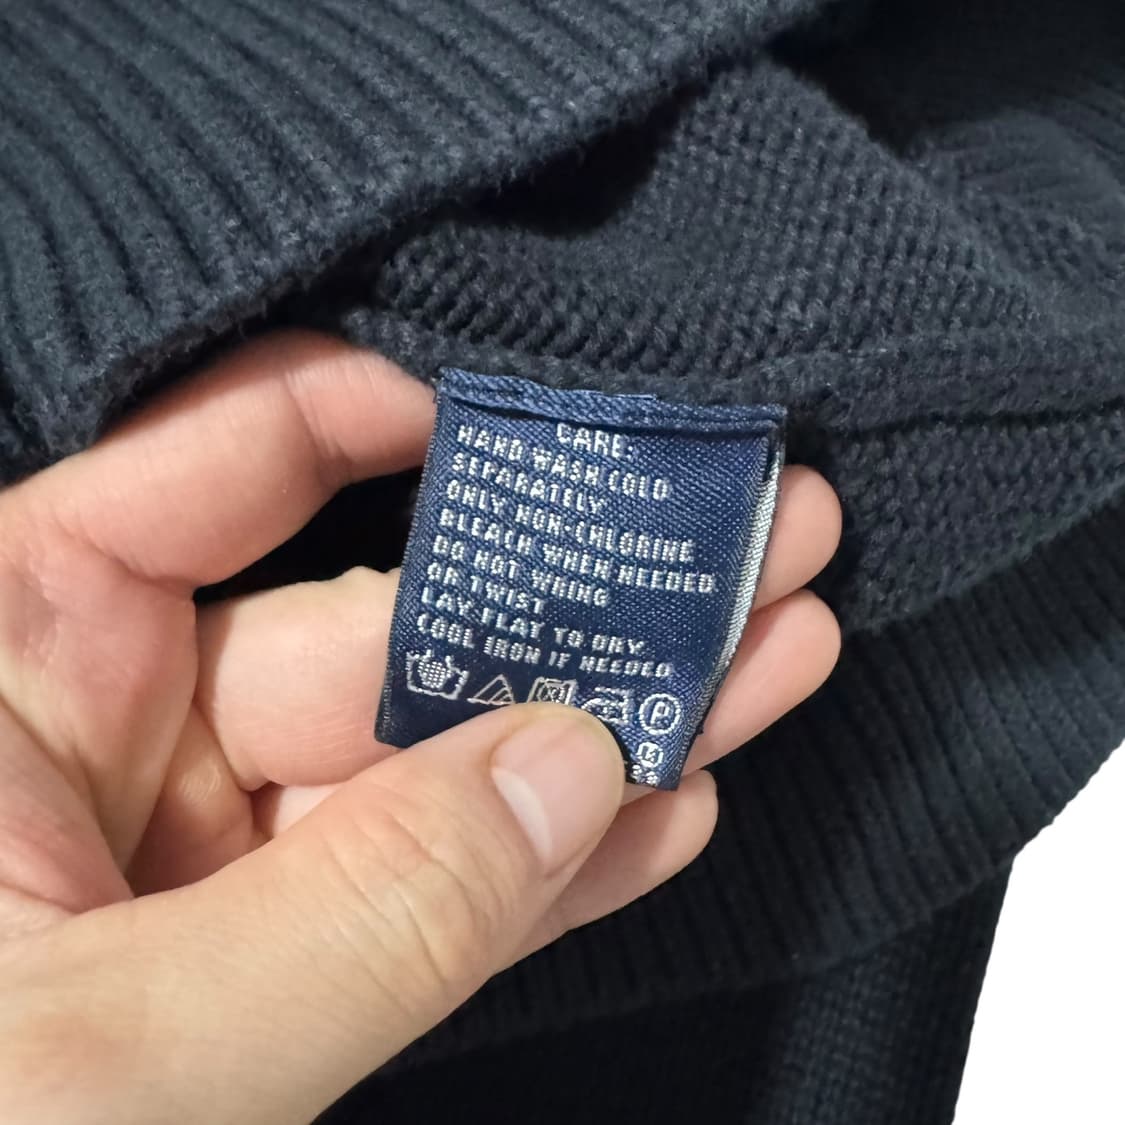 CARE:
HAND WASH COLD
SEPARATELY
ONLY NON-CHLORINE
BLEACH WHEN NEEDED
DO NOT WRING
OR TWIST
LAY FLAT TO DRY
COOL IRON IF NEEDED
P